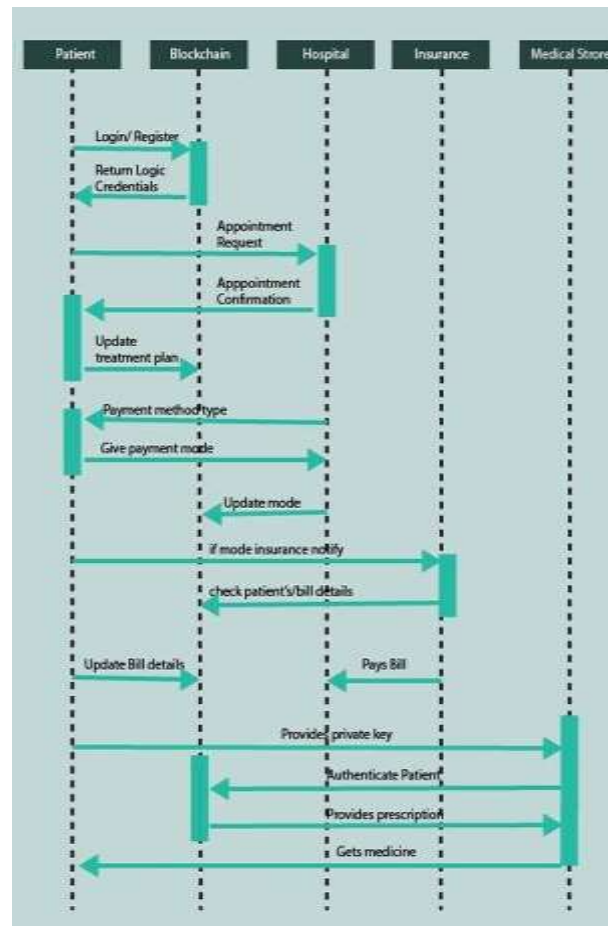 Patient
Blockchain
Hospital
Insurance
Medical Strore
Login/ Register
Return Logic
Credentials
Appointment
Request
Apppointment
Confirmation
Update
treatment plan
Payment method type
Give payment mode
Update mode
if mode insurance notify
check patient's/bill details
Update Bill details
Pays Bill
Provides private key
Authenticate Patient
Provides prescription
Gets medicine